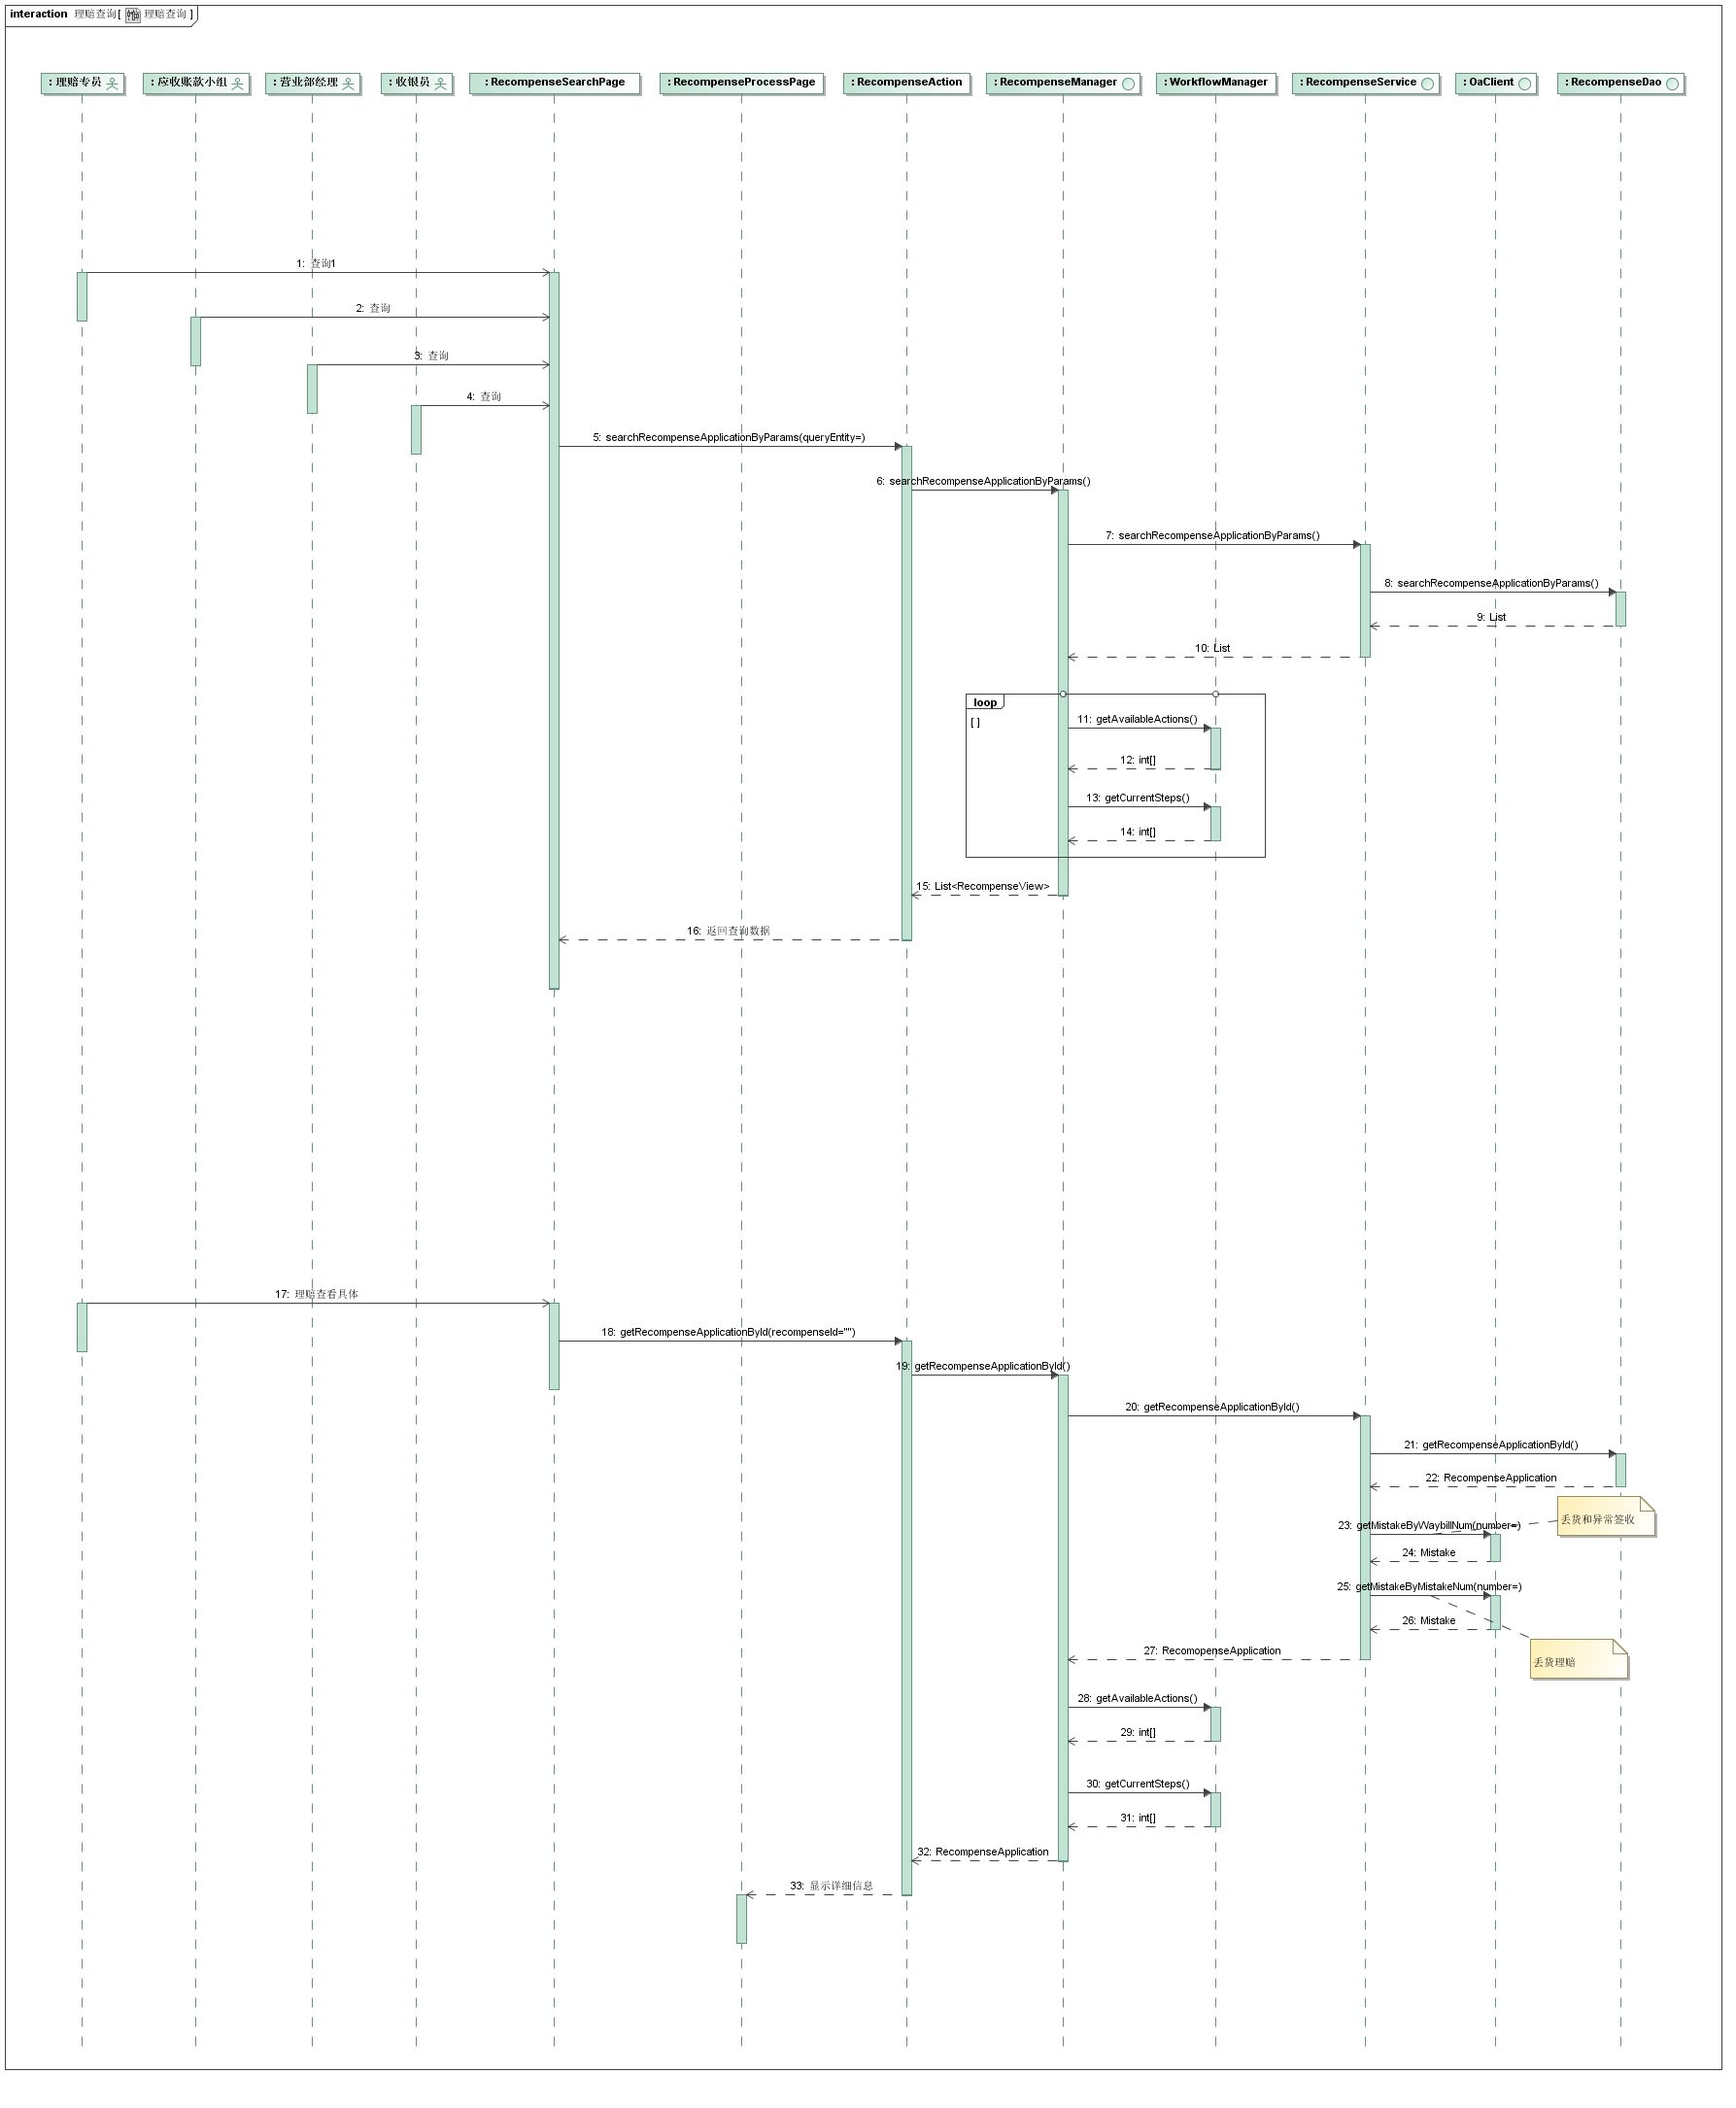 interaction 理赔查询[ 理赔查询 ]
: 理赔专员
: 应收账款小组
: 营业部经理
: 收银员
: RecompenseSearchPage
: RecompenseProcessPage
: RecompenseAction
: RecompenseManager
: WorkflowManager
: RecompenseService
: OaClient
: RecompenseDao
1: 查询1
2: 查询
3: 查询
4: 查询
5: searchRecompenseApplicationByParams(queryEntity=)
6: searchRecompenseApplicationByParams()
7: searchRecompenseApplicationByParams()
8: searchRecompenseApplicationByParams()
9: List
10: List
loop
[ ]
11: getAvailableActions()
12: int[]
13: getCurrentSteps()
14: int[]
15: List<RecompenseView>
16: 返回查询数据
17: 理赔查看具体
18: getRecompenseApplicationById(recompenseId="")
19: getRecompenseApplicationById()
20: getRecompenseApplicationById()
21: getRecompenseApplicationById()
22: RecompenseApplication
丢货和异常签收
23: getMistakeByWaybillNum(number=)
24: Mistake
25: getMistakeByMistakeNum(number=)
26: Mistake
27: RecomopenseApplication
丢货理赔
28: getAvailableActions()
29: int[]
30: getCurrentSteps()
31: int[]
32: RecompenseApplication
33: 显示详细信息